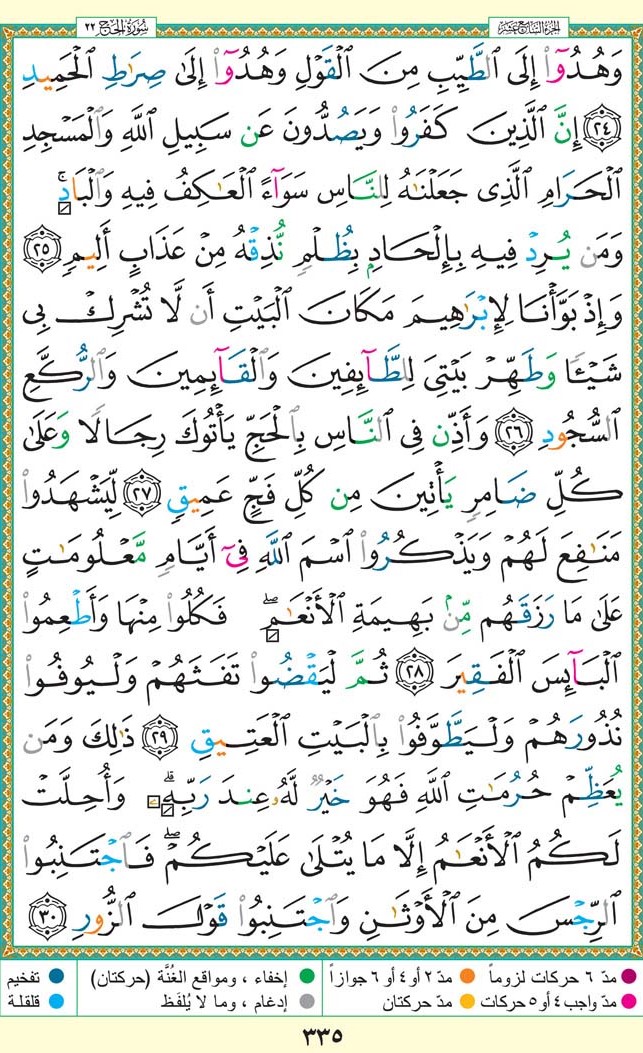 الجزء السابع عشر
سورة الحج ٢٢
وَهُدُوٓا۟ إِلَى ٱلطَّيِّبِ مِنَ ٱلْقَوْلِ وَهُدُوٓا۟ إِلَىٰ صِرَٰطِ ٱلْحَمِيدِ
٢٤ إِنَّ ٱلَّذِينَ كَفَرُوا۟ وَيَصُدُّونَ عَن سَبِيلِ ٱللَّهِ وَٱلْمَسْجِدِ
ٱلْحَرَامِ ٱلَّذِى جَعَلْنَٰهُ لِلنَّاسِ سَوَآءً ٱلْعَٰكِفُ فِيهِ وَٱلْبَادِ ۚ
وَمَن يُرِدْ فِيهِ بِإِلْحَادٍۭ بِظُلْمٍ نُّذِقْهُ مِنْ عَذَابٍ أَلِيمٍ ٢٥
وَإِذْ بَوَّأْنَا لِإِبْرَٰهِيمَ مَكَانَ ٱلْبَيْتِ أَن لَّا تُشْرِكْ بِى
شَيْـًٔا وَطَهِّرْ بَيْتِىَ لِلطَّآئِفِينَ وَٱلْقَآئِمِينَ وَٱلرُّكَّعِ
ٱلسُّجُودِ ٢٦ وَأَذِّن فِى ٱلنَّاسِ بِٱلْحَجِّ يَأْتُوكَ رِجَالًا وَعَلَىٰ
كُلِّ ضَامِرٍ يَأْتِينَ مِن كُلِّ فَجٍّ عَمِيقٍ ٢٧ لِّيَشْهَدُوا۟
مَنَٰفِعَ لَهُمْ وَيَذْكُرُوا۟ ٱسْمَ ٱللَّهِ فِىٓ أَيَّامٍ مَّعْلُومَٰتٍ
عَلَىٰ مَا رَزَقَهُم مِّنۢ بَهِيمَةِ ٱلْأَنْعَٰمِ ۖ فَكُلُوا۟ مِنْهَا وَأَطْعِمُوا۟
ٱلْبَآئِسَ ٱلْفَقِيرَ ٢٨ ثُمَّ لْيَقْضُوا۟ تَفَثَهُمْ وَلْيُوفُوا۟
نُذُورَهُمْ وَلْيَطَّوَّفُوا۟ بِٱلْبَيْتِ ٱلْعَتِيقِ ٢٩ ذَٰلِكَ وَمَن
يُعَظِّمْ حُرُمَٰتِ ٱللَّهِ فَهُوَ خَيْرٌ لَّهُۥ عِندَ رَبِّهِۦ ۗ وَأُحِلَّتْ
لَكُمُ ٱلْأَنْعَٰمُ إِلَّا مَا يُتْلَىٰ عَلَيْكُمْ ۖ فَٱجْتَنِبُوا۟
ٱلرِّجْسَ مِنَ ٱلْأَوْثَٰنِ وَٱجْتَنِبُوا۟ قَوْلَ ٱلزُّورِ ٣٠
مدّ ٦ حركات لزوماً مدّ ٢ أو ٤ أو ٦ جوازاً إخفاء ، ومواقع الغُنَّة (حركتان) تفخيم
مدّ واجب ٤ أو ٥ حركات مدّ حركتان إدغام ، وما لا يُلفَظ قلقلة
٣٣٥